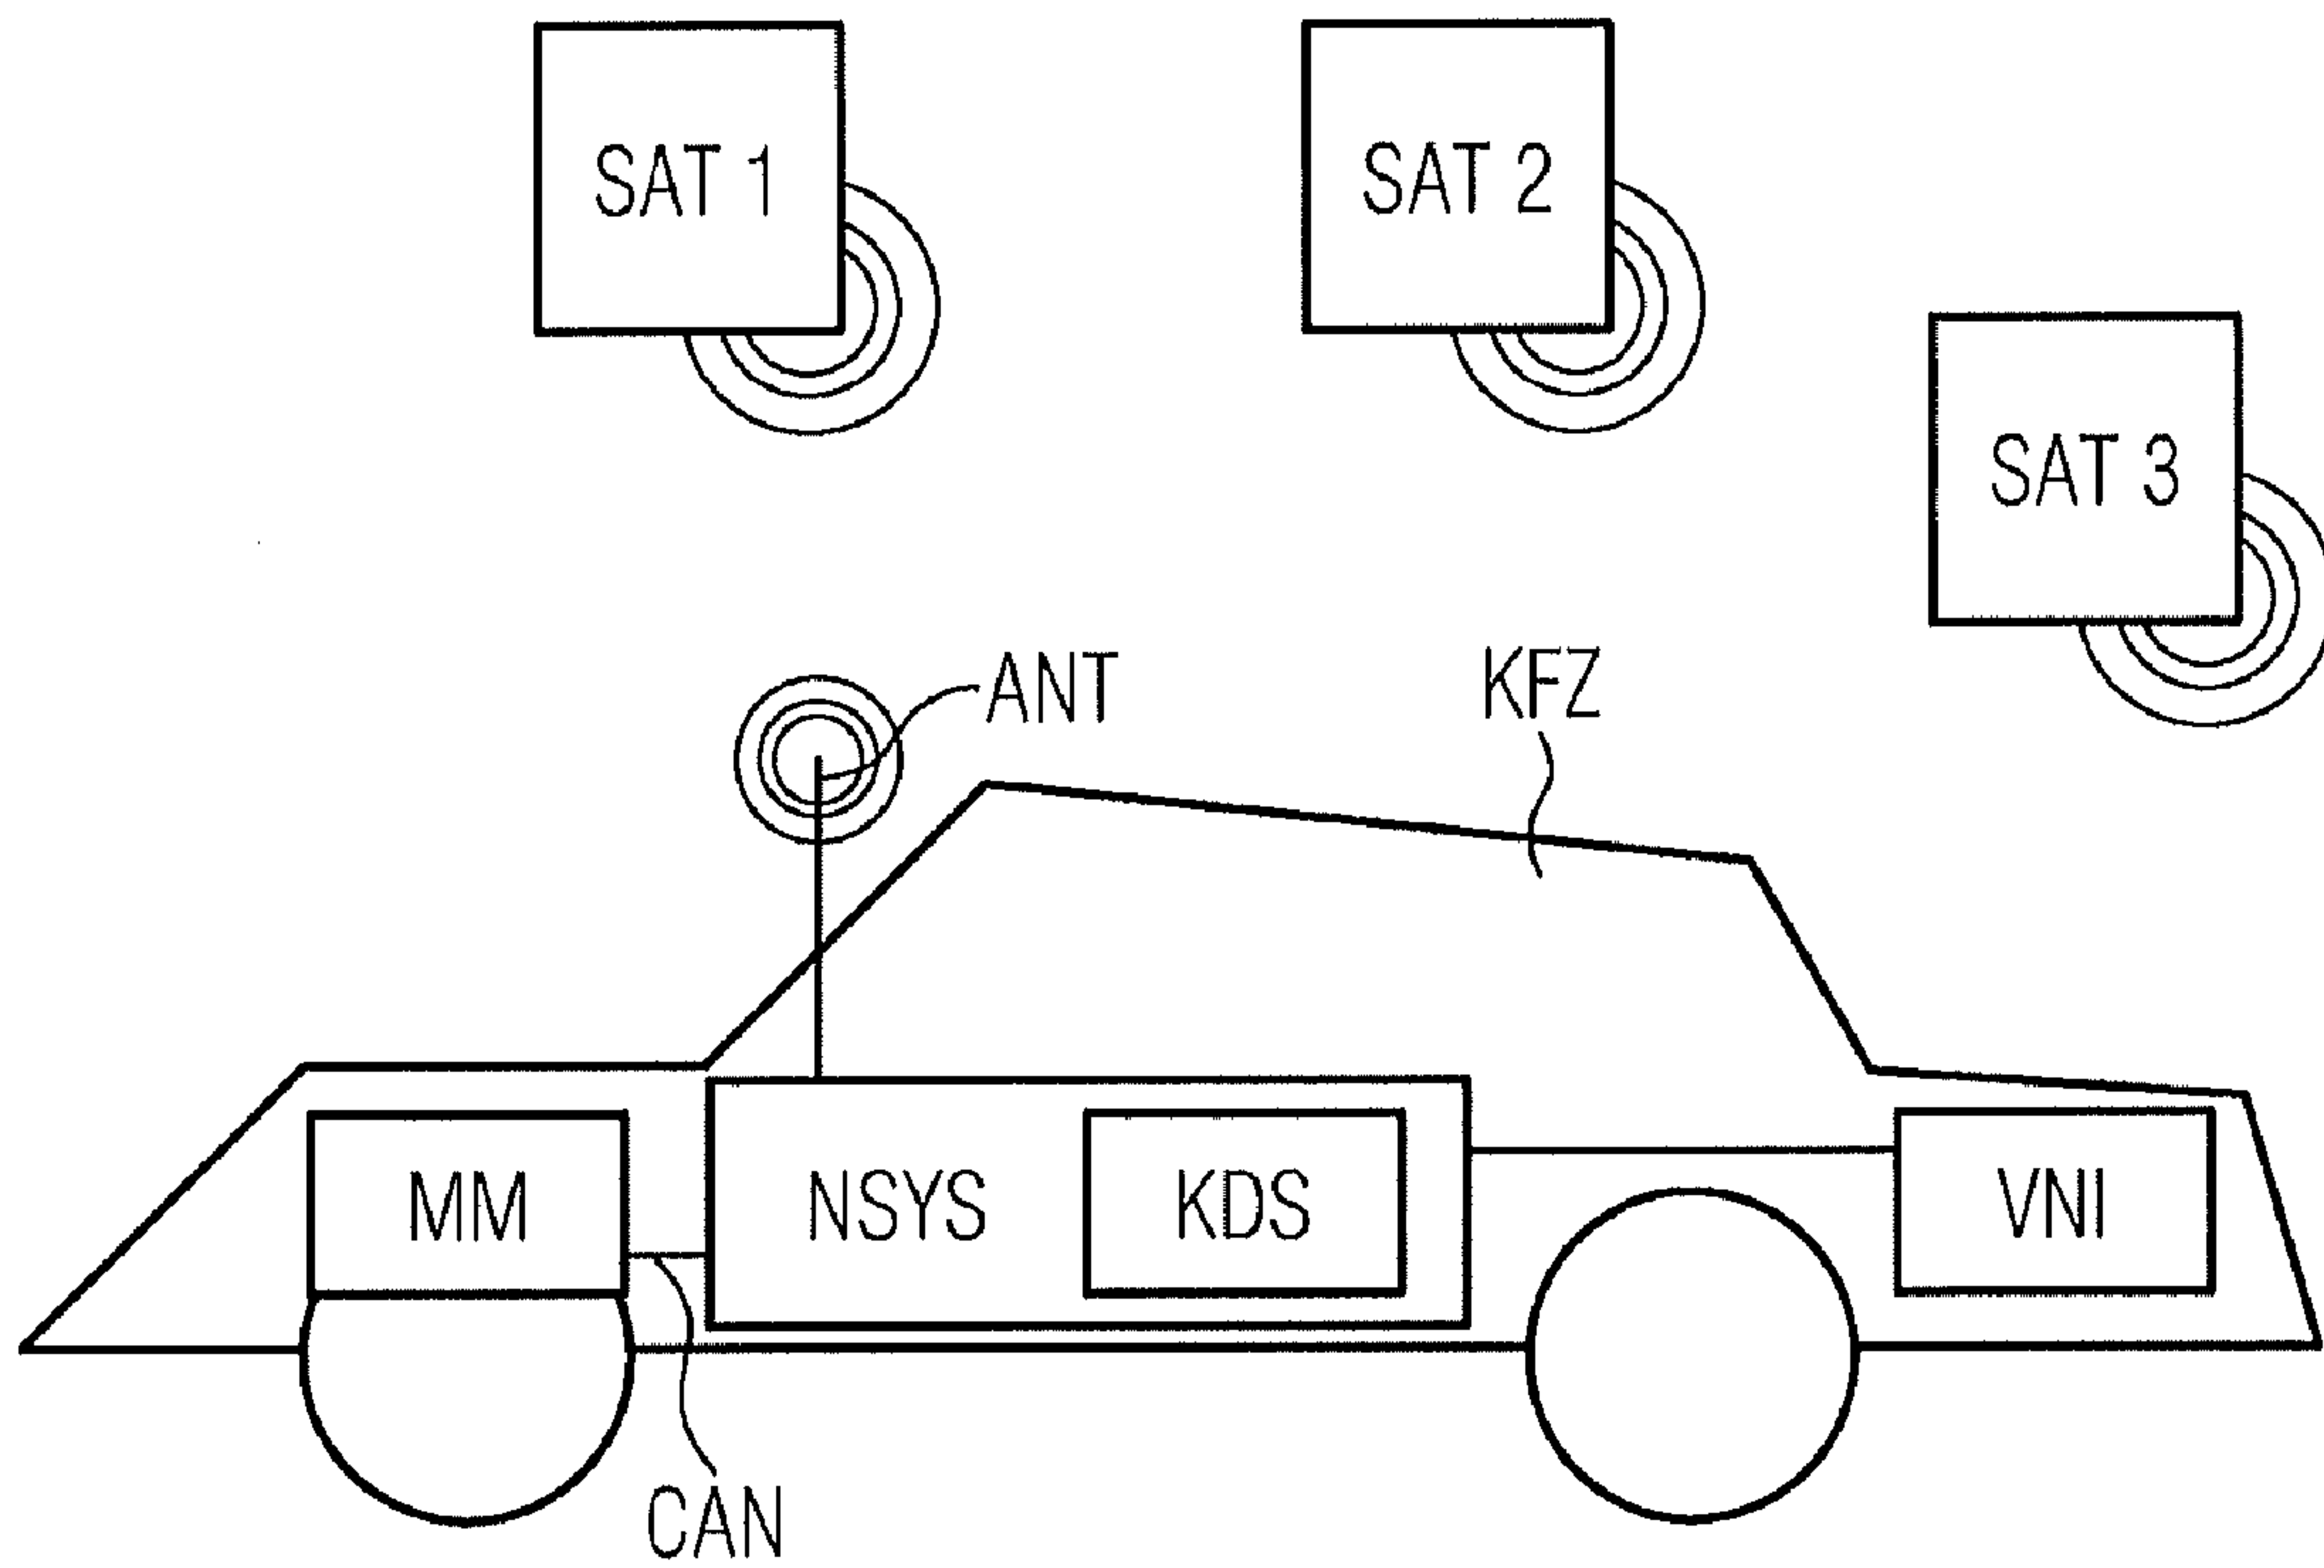 SAT 1
SAT 2
SAT 3
ANT
KFZ
MM
NSYS
KDS
VNI
CAN